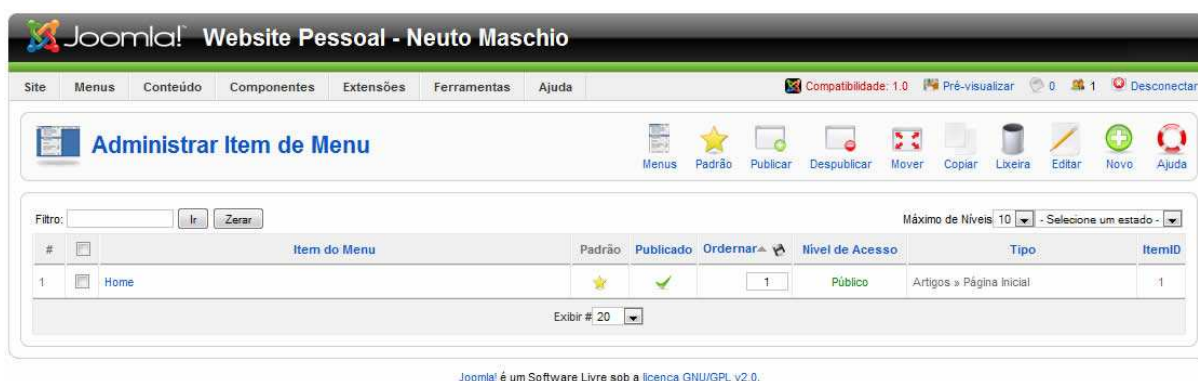 Joomla! Website Pessoal - Neuto Maschio
Site Menus Conteúdo Componentes Extensões Ferramentas Ajuda Compatibilidade: 1.0 Pré-visualizar 0 1 Desconectar
Administrar Item de Menu
Menus Padrão Publicar Despublicar Mover Copiar Lixeira Editar Novo Ajuda
Filtro: Ir Zerar Máximo de Níveis 10 - Selecione um estado -
# Item do Menu Padrão Publicado Ordernar Nível de Acesso Tipo ItemID
1 Home 1 Público Artigos » Página Inicial 1
Exibir # 20
Joomla! é um Software Livre sob a licença GNU/GPL v2.0.